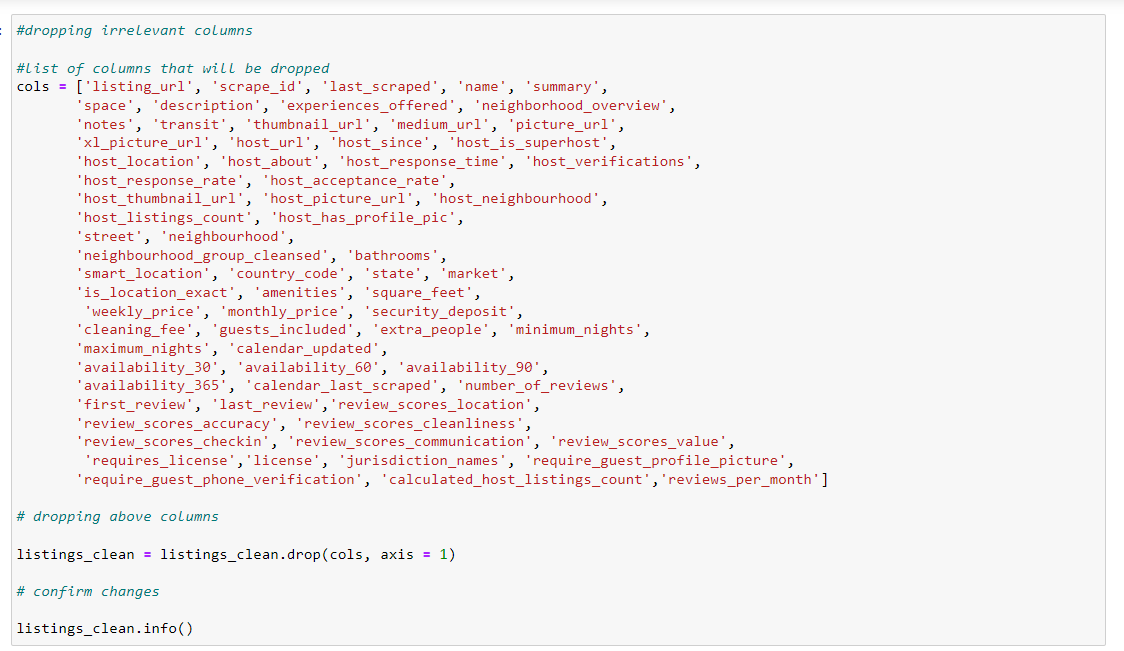 :
#dropping irrelevant columns
#list of columns that will be dropped
cols = ['listing_url', 'scrape_id', 'last_scraped', 'name', 'summary',
'space', 'description', 'experiences_offered', 'neighborhood_overview',
'notes', 'transit', 'thumbnail_url', 'medium_url', 'picture_url',
'xl_picture_url', 'host_url', 'host_since', 'host_is_superhost',
'host_location', 'host_about', 'host_response_time', 'host_verifications',
'host_response_rate', 'host_acceptance_rate',
'host_thumbnail_url', 'host_picture_url', 'host_neighbourhood',
'host_listings_count', 'host_has_profile_pic',
'street', 'neighbourhood',
'neighbourhood_group_cleansed', 'bathrooms',
'smart_location', 'country_code', 'state', 'market',
'is_location_exact', 'amenities', 'square_feet',
'weekly_price', 'monthly_price', 'security_deposit',
'cleaning_fee', 'guests_included', 'extra_people', 'minimum_nights',
'maximum_nights', 'calendar_updated',
'availability_30', 'availability_60', 'availability_90',
'availability_365', 'calendar_last_scraped', 'number_of_reviews',
'first_review', 'last_review','review_scores_location',
'review_scores_accuracy', 'review_scores_cleanliness',
'review_scores_checkin', 'review_scores_communication', 'review_scores_value',
'requires_license','license', 'jurisdiction_names', 'require_guest_profile_picture',
'require_guest_phone_verification', 'calculated_host_listings_count','reviews_per_month']
# dropping above columns
listings_clean = listings_clean.drop(cols, axis = 1)
# confirm changes
listings_clean.info()